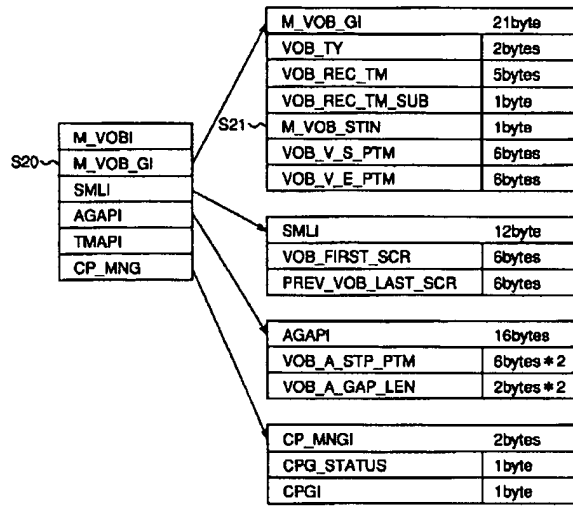 M_VOBI
S20 M_VOB_GI
SMLI
AGAPI
TMAPI
CP_MNG
M_VOB_GI 21byte
VOB_TY 2bytes
VOB_REC_TM 5bytes
VOB_REC_TM_SUB 1byte
S21 M_VOB_STIN 1byte
VOB_V_S_PTM 6bytes
VOB_V_E_PTM 6bytes
SMLI 12byte
VOB_FIRST_SCR 6bytes
PREV_VOB_LAST_SCR 6bytes
AGAPI 16bytes
VOB_A_STP_PTM 6bytes*2
VOB_A_GAP_LEN 2bytes*2
CP_MNGI 2bytes
CPG_STATUS 1byte
CPGI 1byte